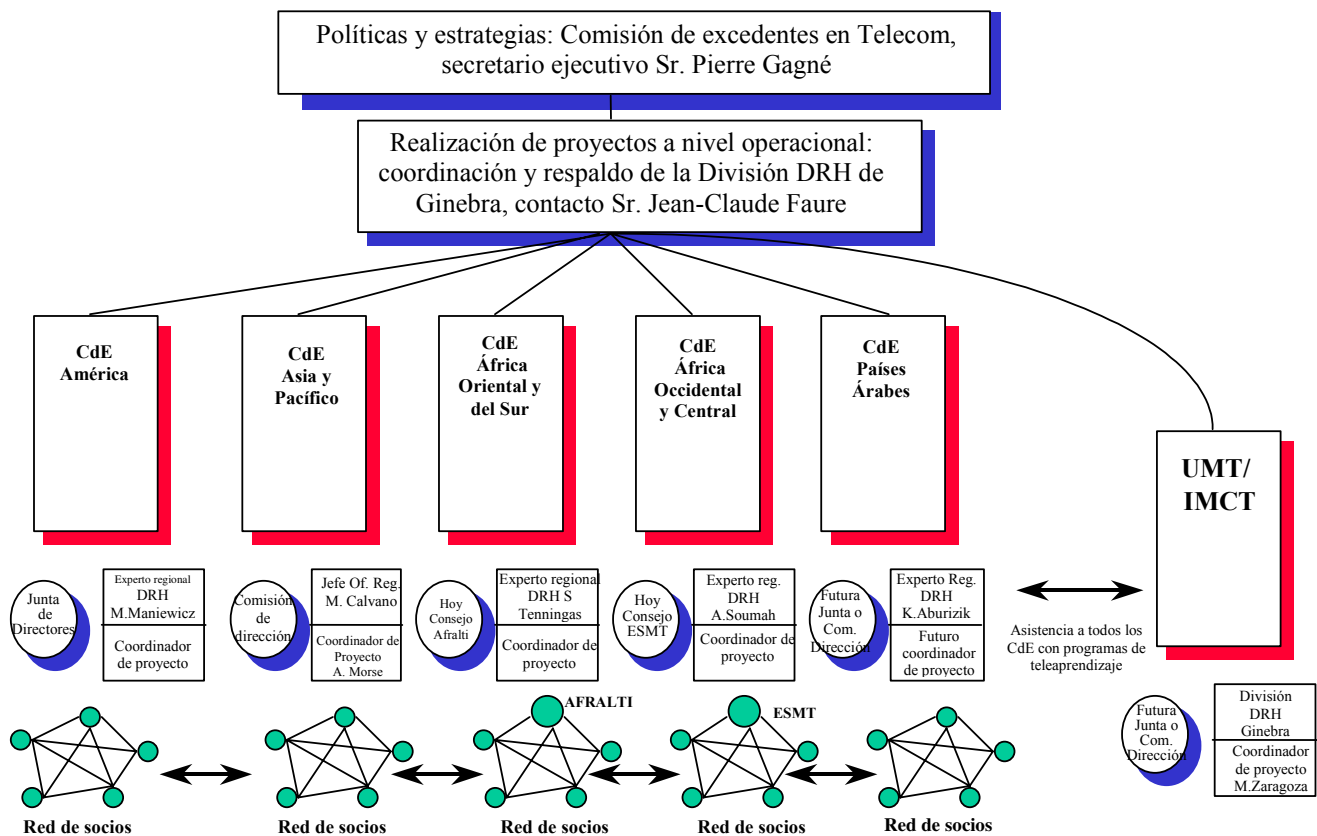 Políticas y estrategias: Comisión de excedentes en Telecom,
secretario ejecutivo Sr. Pierre Gagné
Realización de proyectos a nivel operacional:
coordinación y respaldo de la División DRH de
Ginebra, contacto Sr. Jean-Claude Faure
CdE
América
CdE
Asia y
Pacífico
CdE
África
Oriental y
del Sur
CdE
África
Occidental
y Central
CdE
Países
Árabes
UMT/
IMCT
Junta
de
Directores
Experto regional
DRH
M.Maniewicz
Coordinador
de proyecto
Comisión
de
dirección
Jefe Of. Reg.
M. Calvano
Coordinador de
Proyecto
A. Morse
Hoy
Consejo
Afralti
Experto regional
DRH S
Tenningas
Coordinador de
proyecto
Hoy
Consejo
ESMT
Experto reg.
DRH
A.Soumah
Coordinador de
proyecto
Futura
Junta o
Com.
Dirección
Experto Reg.
DRH
K.Aburizik
Futuro
coordinador
de proyecto
Asistencia a todos los
CdE con programas de
teleaprendizaje
Futura
Junta o
Com.
Dirección
División
DRH
Ginebra
Coordinador
de proyecto
M.Zaragoza
AFRALTI
ESMT
Red de socios
Red de socios
Red de socios
Red de socios
Red de socios